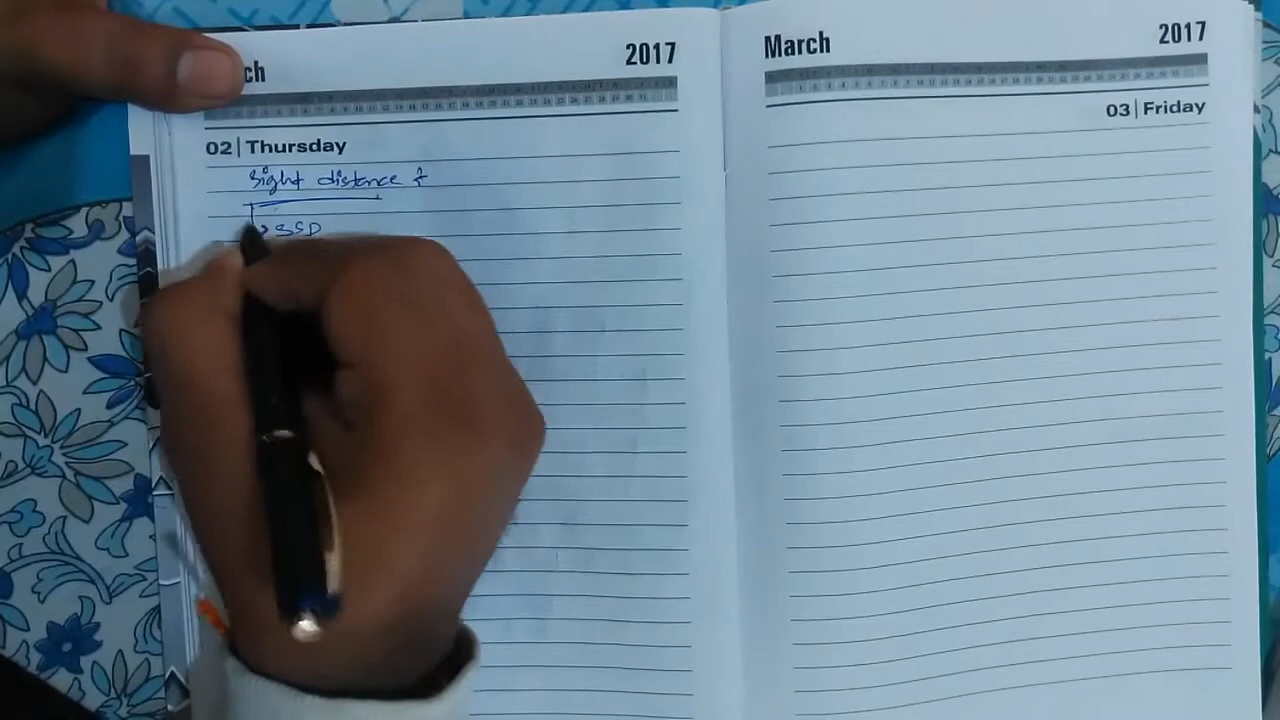 ch 2017
02 | Thursday
Sight distance :
SSD
March 2017
03 | Friday